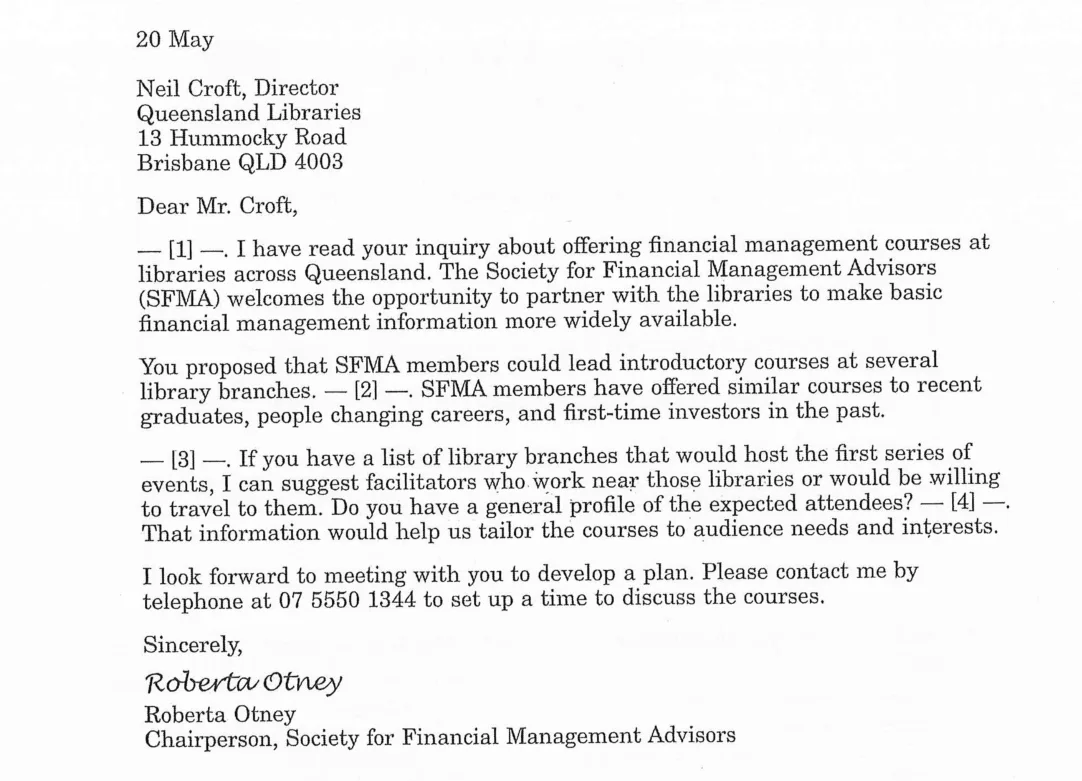 20 May
Neil Croft, Director
Queensland Libraries
13 Hummocky Road
Brisbane QLD 4003
Dear Mr. Croft,
— [1] —. I have read your inquiry about offering financial management courses at
libraries across Queensland. The Society for Financial Management Advisors
(SFMA) welcomes the opportunity to partner with the libraries to make basic
financial management information more widely available.
You proposed that SFMA members could lead introductory courses at several
library branches. — [2] —. SFMA members have offered similar courses to recent
graduates, people changing careers, and first-time investors in the past.
— [3] —. If you have a list of library branches that would host the first series of
events, I can suggest facilitators who work near those libraries or would be willing
to travel to them. Do you have a general profile of the expected attendees? — [4] —.
That information would help us tailor the courses to audience needs and interests.
I look forward to meeting with you to develop a plan. Please contact me by
telephone at 07 5550 1344 to set up a time to discuss the courses.
Sincerely,
Roberta Otney
Roberta Otney
Chairperson, Society for Financial Management Advisors